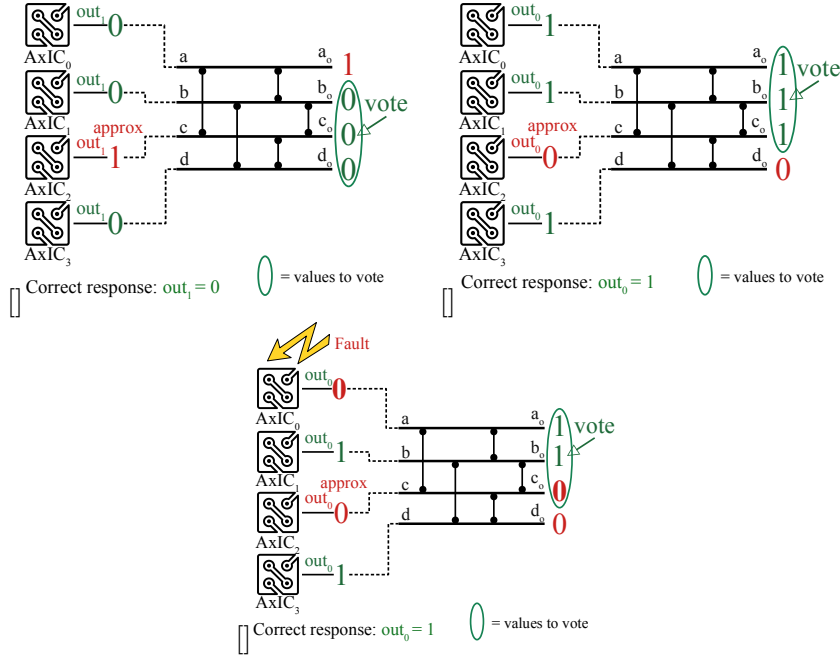 out₁ 0
AxIC₀
a
aₒ
1
out₁ 0
b
bₒ
0
vote
AxIC₁
approx
c
cₒ
0
out₁ 1
d
dₒ
0
AxIC₂
out₁ 0
AxIC₃
[] Correct response: out₁ = 0
= values to vote
out₀ 1
AxIC₀
a
aₒ
1
out₀ 1
b
bₒ
1
vote
AxIC₁
approx
c
cₒ
1
out₀ 0
d
dₒ
0
AxIC₂
out₀ 1
AxIC₃
[] Correct response: out₀ = 1
= values to vote
Fault
out₀ 0
AxIC₀
a
aₒ
1
vote
out₀ 1
b
bₒ
1
AxIC₁
approx
c
cₒ
0
out₀ 0
d
dₒ
0
AxIC₂
out₀ 1
AxIC₃
[] Correct response: out₀ = 1
= values to vote